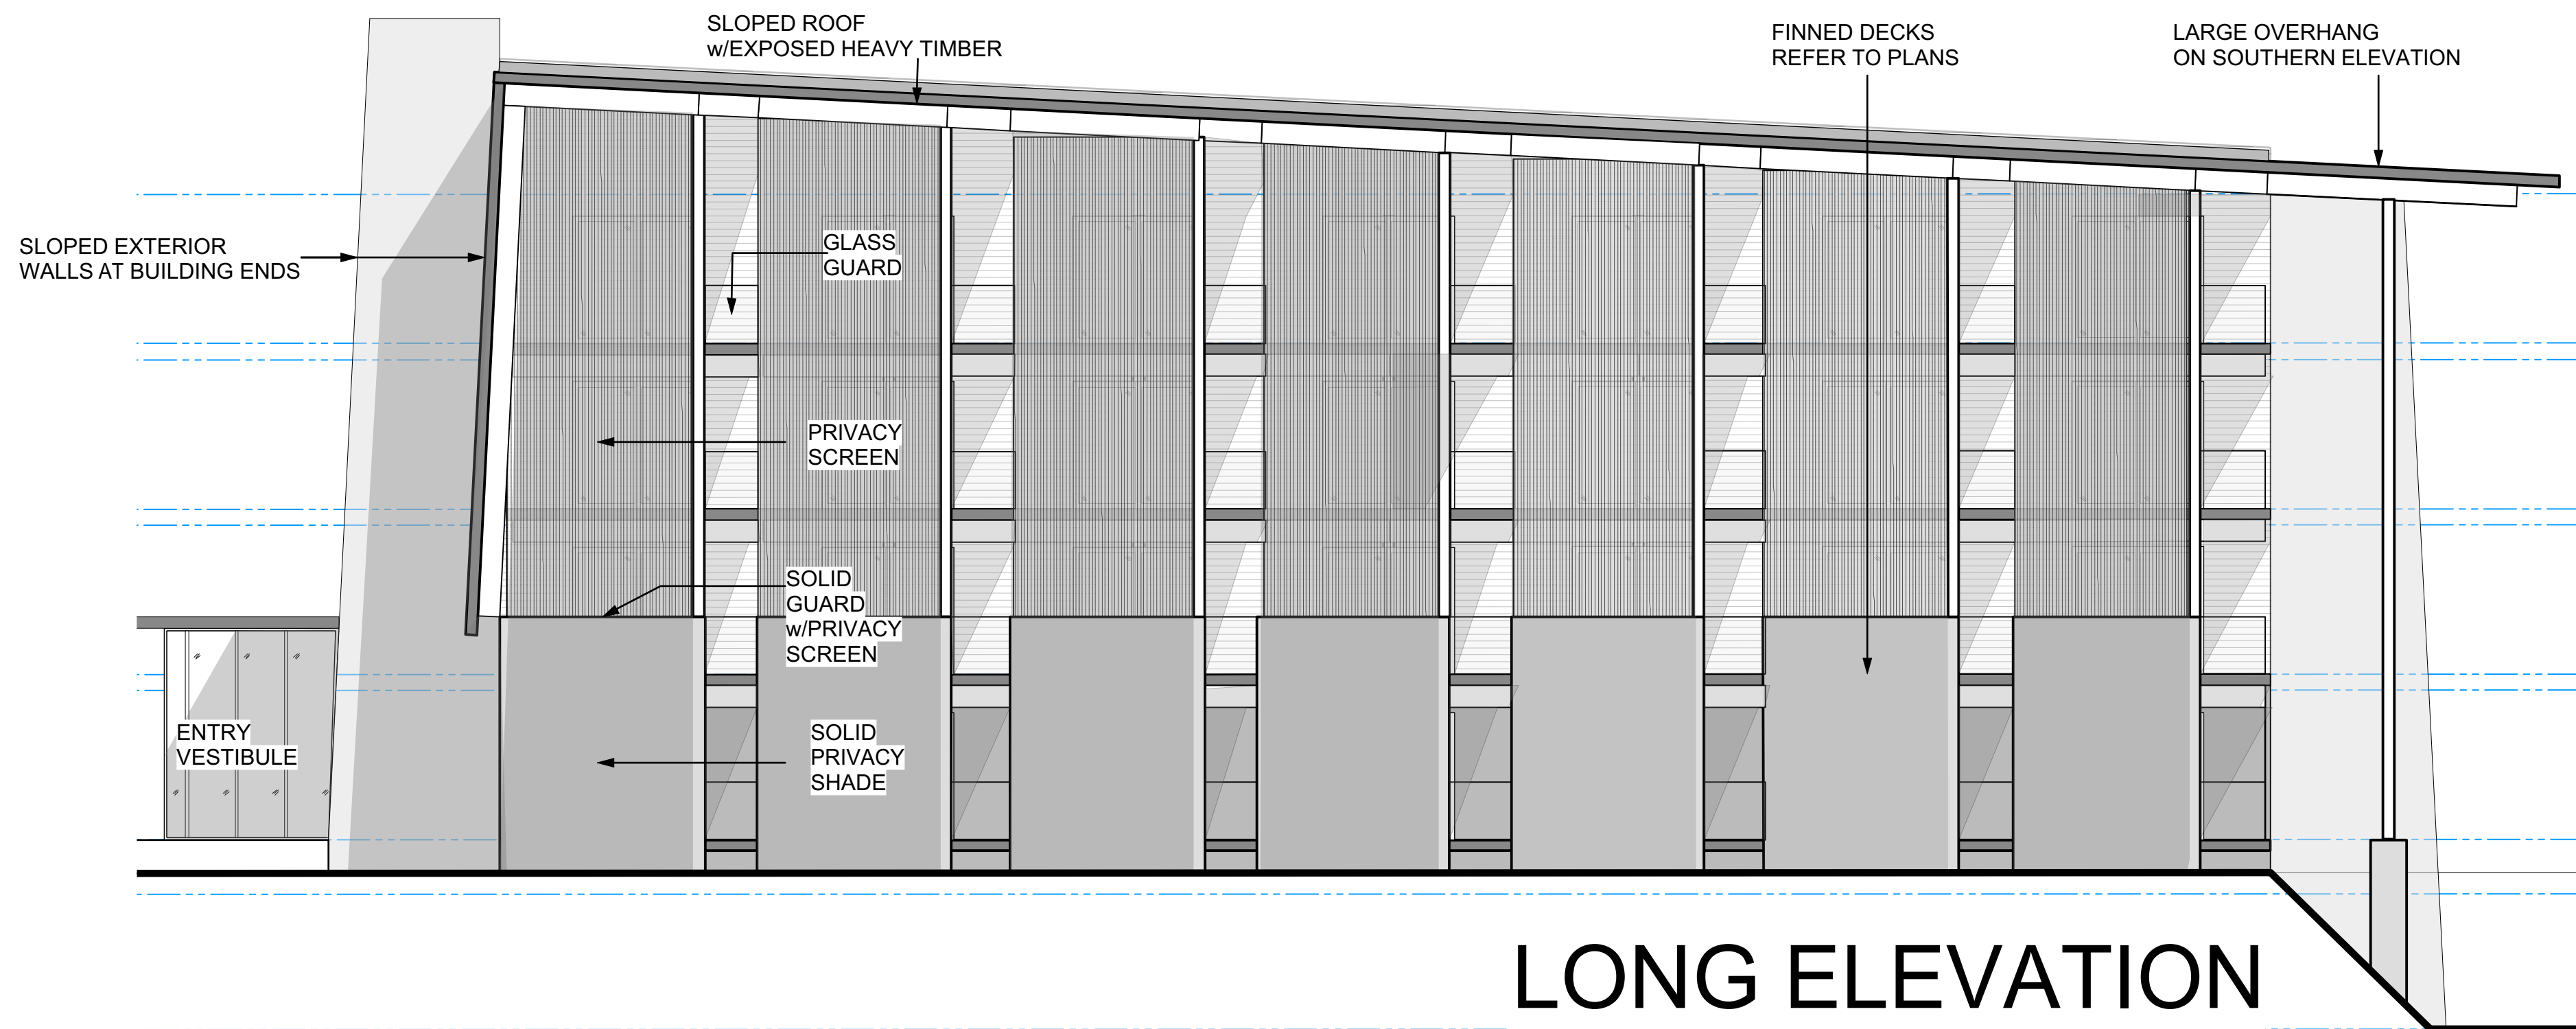 SLOPED ROOF
w/EXPOSED HEAVY TIMBER
FINNED DECKS
REFER TO PLANS
LARGE OVERHANG
ON SOUTHERN ELEVATION
SLOPED EXTERIOR
WALLS AT BUILDING ENDS
GLASS
GUARD
PRIVACY
SCREEN
SOLID
GUARD
w/PRIVACY
SCREEN
ENTRY
VESTIBULE
SOLID
PRIVACY
SHADE
LONG ELEVATION